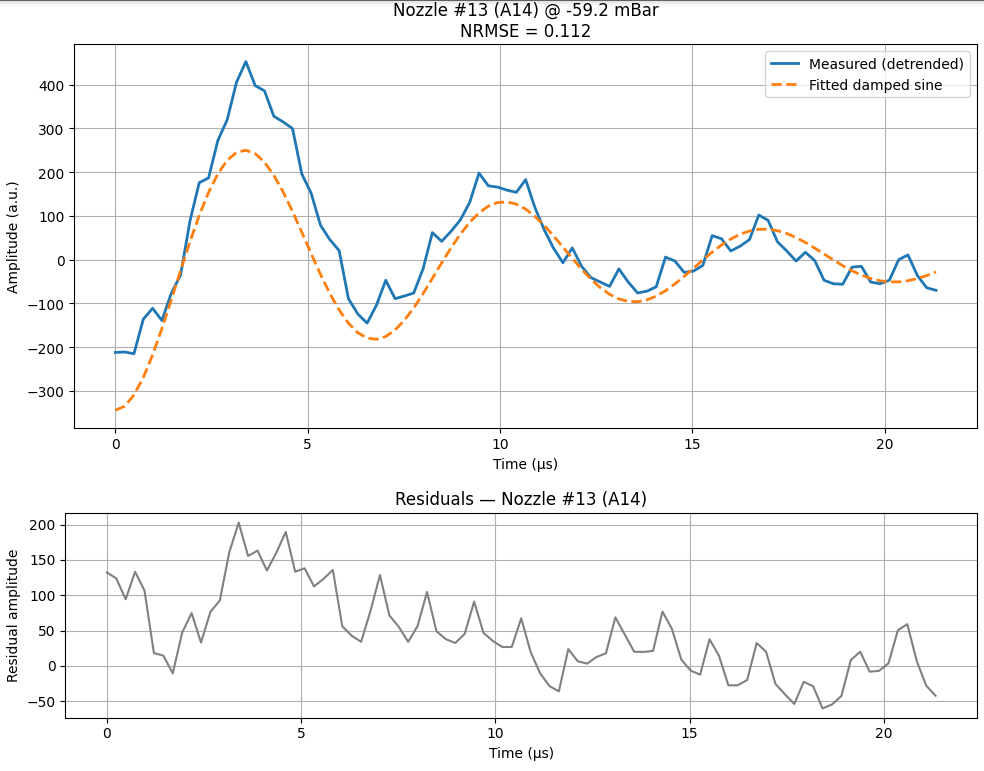 Nozzle #13 (A14) @ -59.2 mBar
NRMSE = 0.112
Measured (detrended)
Fitted damped sine
Amplitude (a.u.)
400
300
200
100
0
−100
−200
−300
0 5 10 15 20
Time (µs)
Residuals — Nozzle #13 (A14)
Residual amplitude
200
150
100
50
0
−50
0 5 10 15 20
Time (µs)